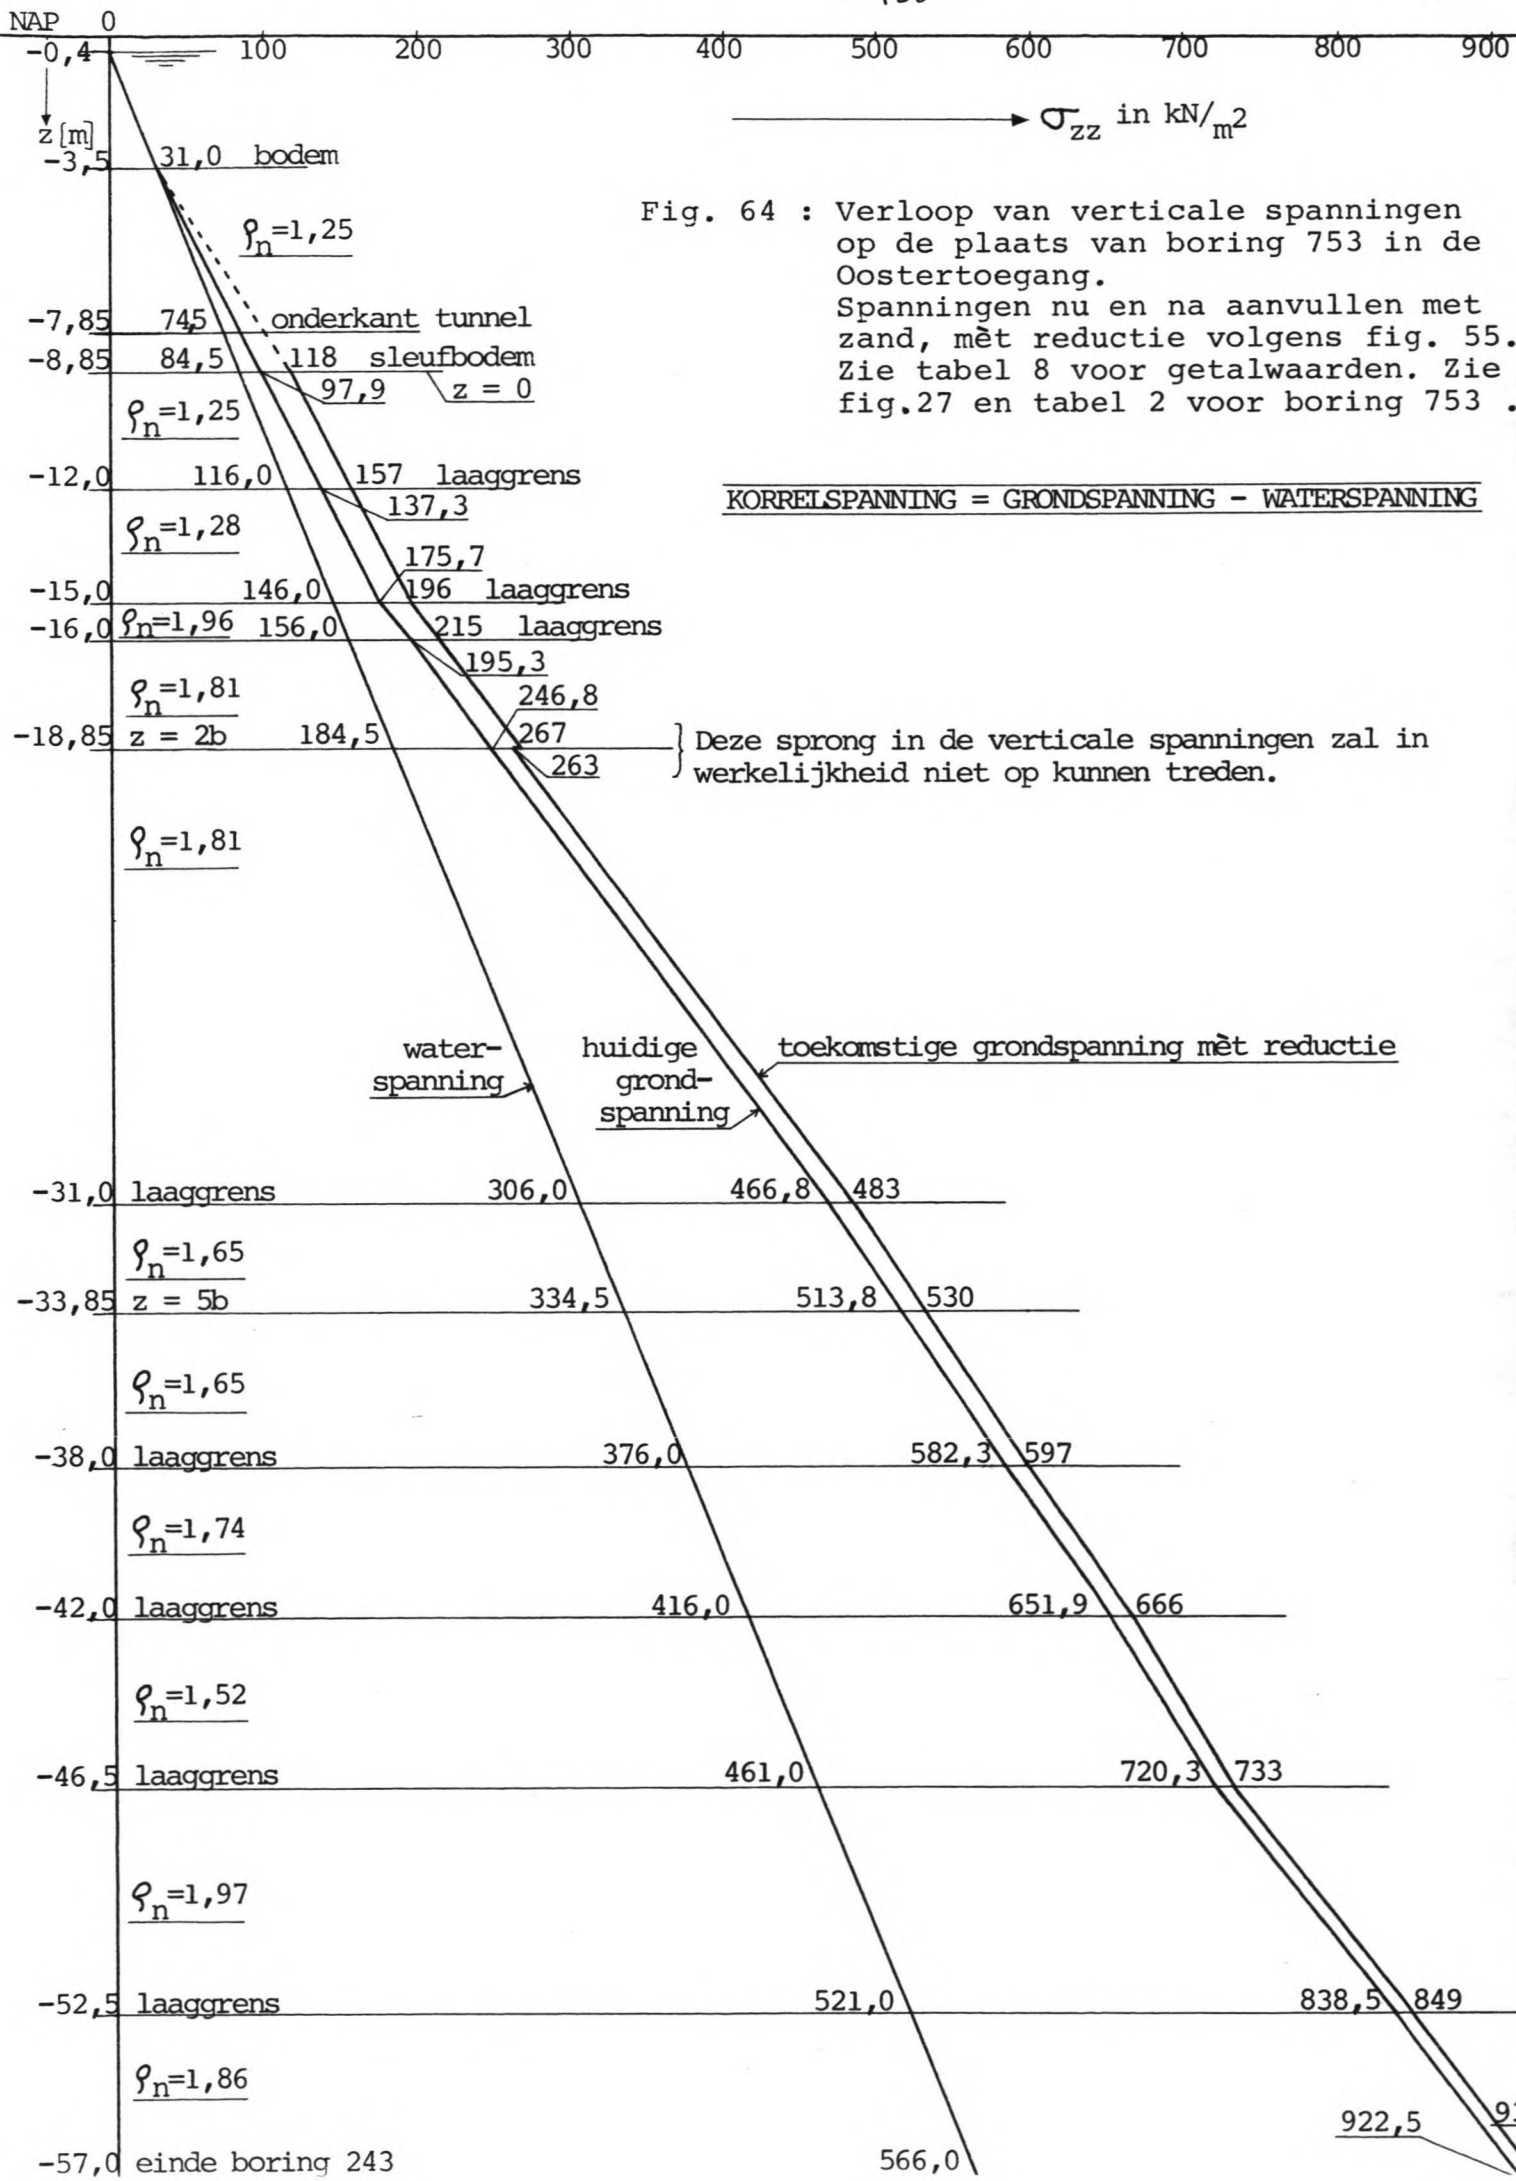 NAP 0
-0,4 100 200 300 400 500 600 700 800 900
σzz in kN/m2
z [m]
-3,5 31,0 bodem
ρn=1,25
Fig. 64 : Verloop van verticale spanningen
op de plaats van boring 753 in de
Oostertoegang.
Spanningen nu en na aanvullen met
zand, mèt reductie volgens fig. 55.
Zie tabel 8 voor getalwaarden. Zie
fig.27 en tabel 2 voor boring 753 .
-7,85 74,5 onderkant tunnel
-8,85 84,5 118 sleufbodem
97,9 z = 0
ρn=1,25
-12,0 116,0 157 laaggrens
137,3
KORRELSPANNING = GRONDSPANNING - WATERSPANNING
ρn=1,28
175,7
-15,0 146,0 196 laaggrens
-16,0 ρn=1,96 156,0 215 laaggrens
195,3
ρn=1,81
246,8
-18,85 z = 2b 184,5 267
263
Deze sprong in de verticale spanningen zal in
werkelijkheid niet op kunnen treden.
ρn=1,81
water-
spanning
huidige
grond-
spanning
toekomstige grondspanning mèt reductie
-31,0 laaggrens 306,0 466,8 483
ρn=1,65
-33,85 z = 5b 334,5 513,8 530
ρn=1,65
-38,0 laaggrens 376,0 582,3 597
ρn=1,74
-42,0 laaggrens 416,0 651,9 666
ρn=1,52
-46,5 laaggrens 461,0 720,3 733
ρn=1,97
-52,5 laaggrens 521,0 838,5 849
ρn=1,86
922,5
-57,0 einde boring 243 566,0